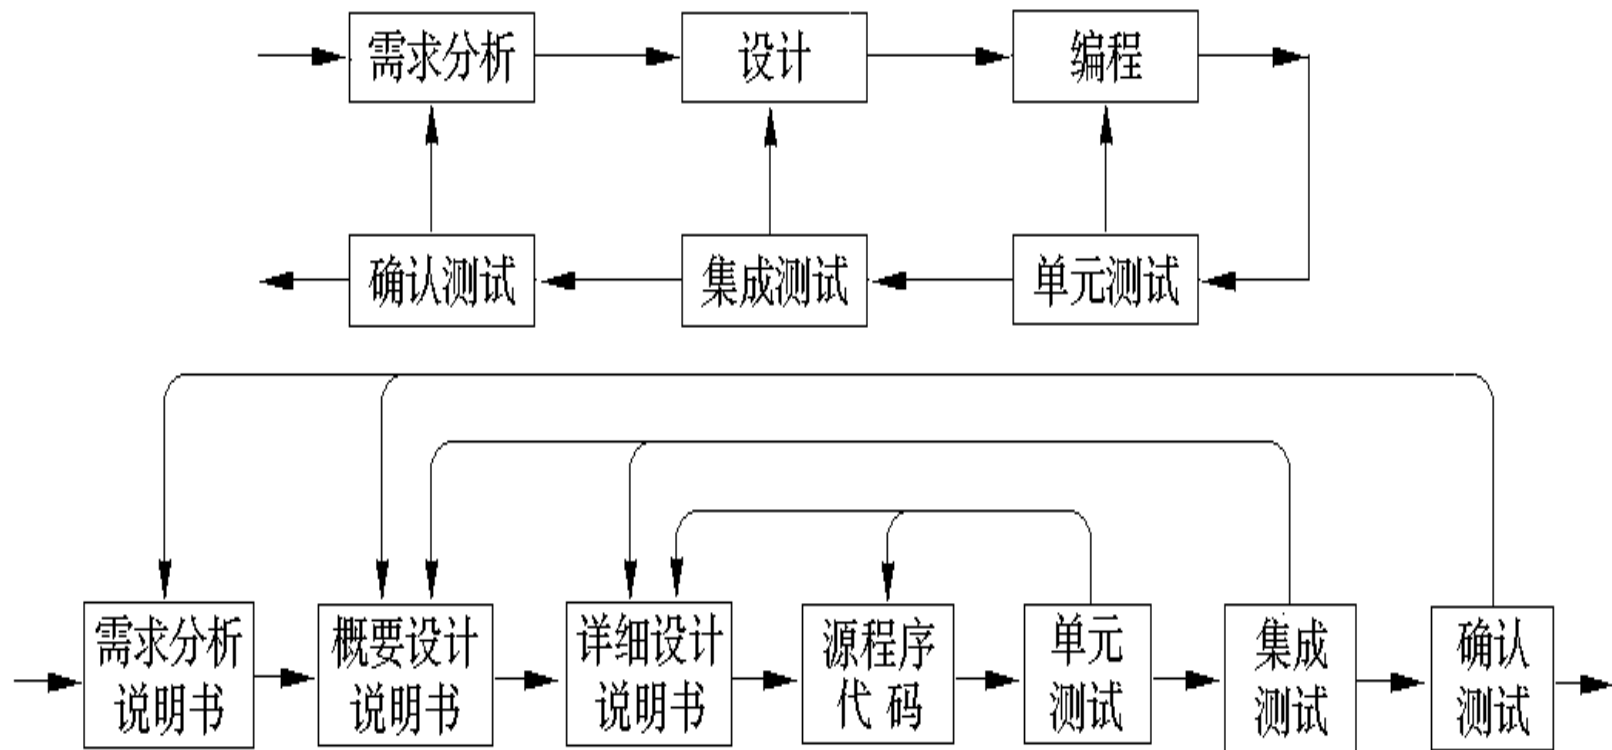 需求分析
设计
编程
确认测试
集成测试
单元测试
需求分析
说明书
概要设计
说明书
详细设计
说明书
源程序
代码
单元
测试
集成
测试
确认
测试